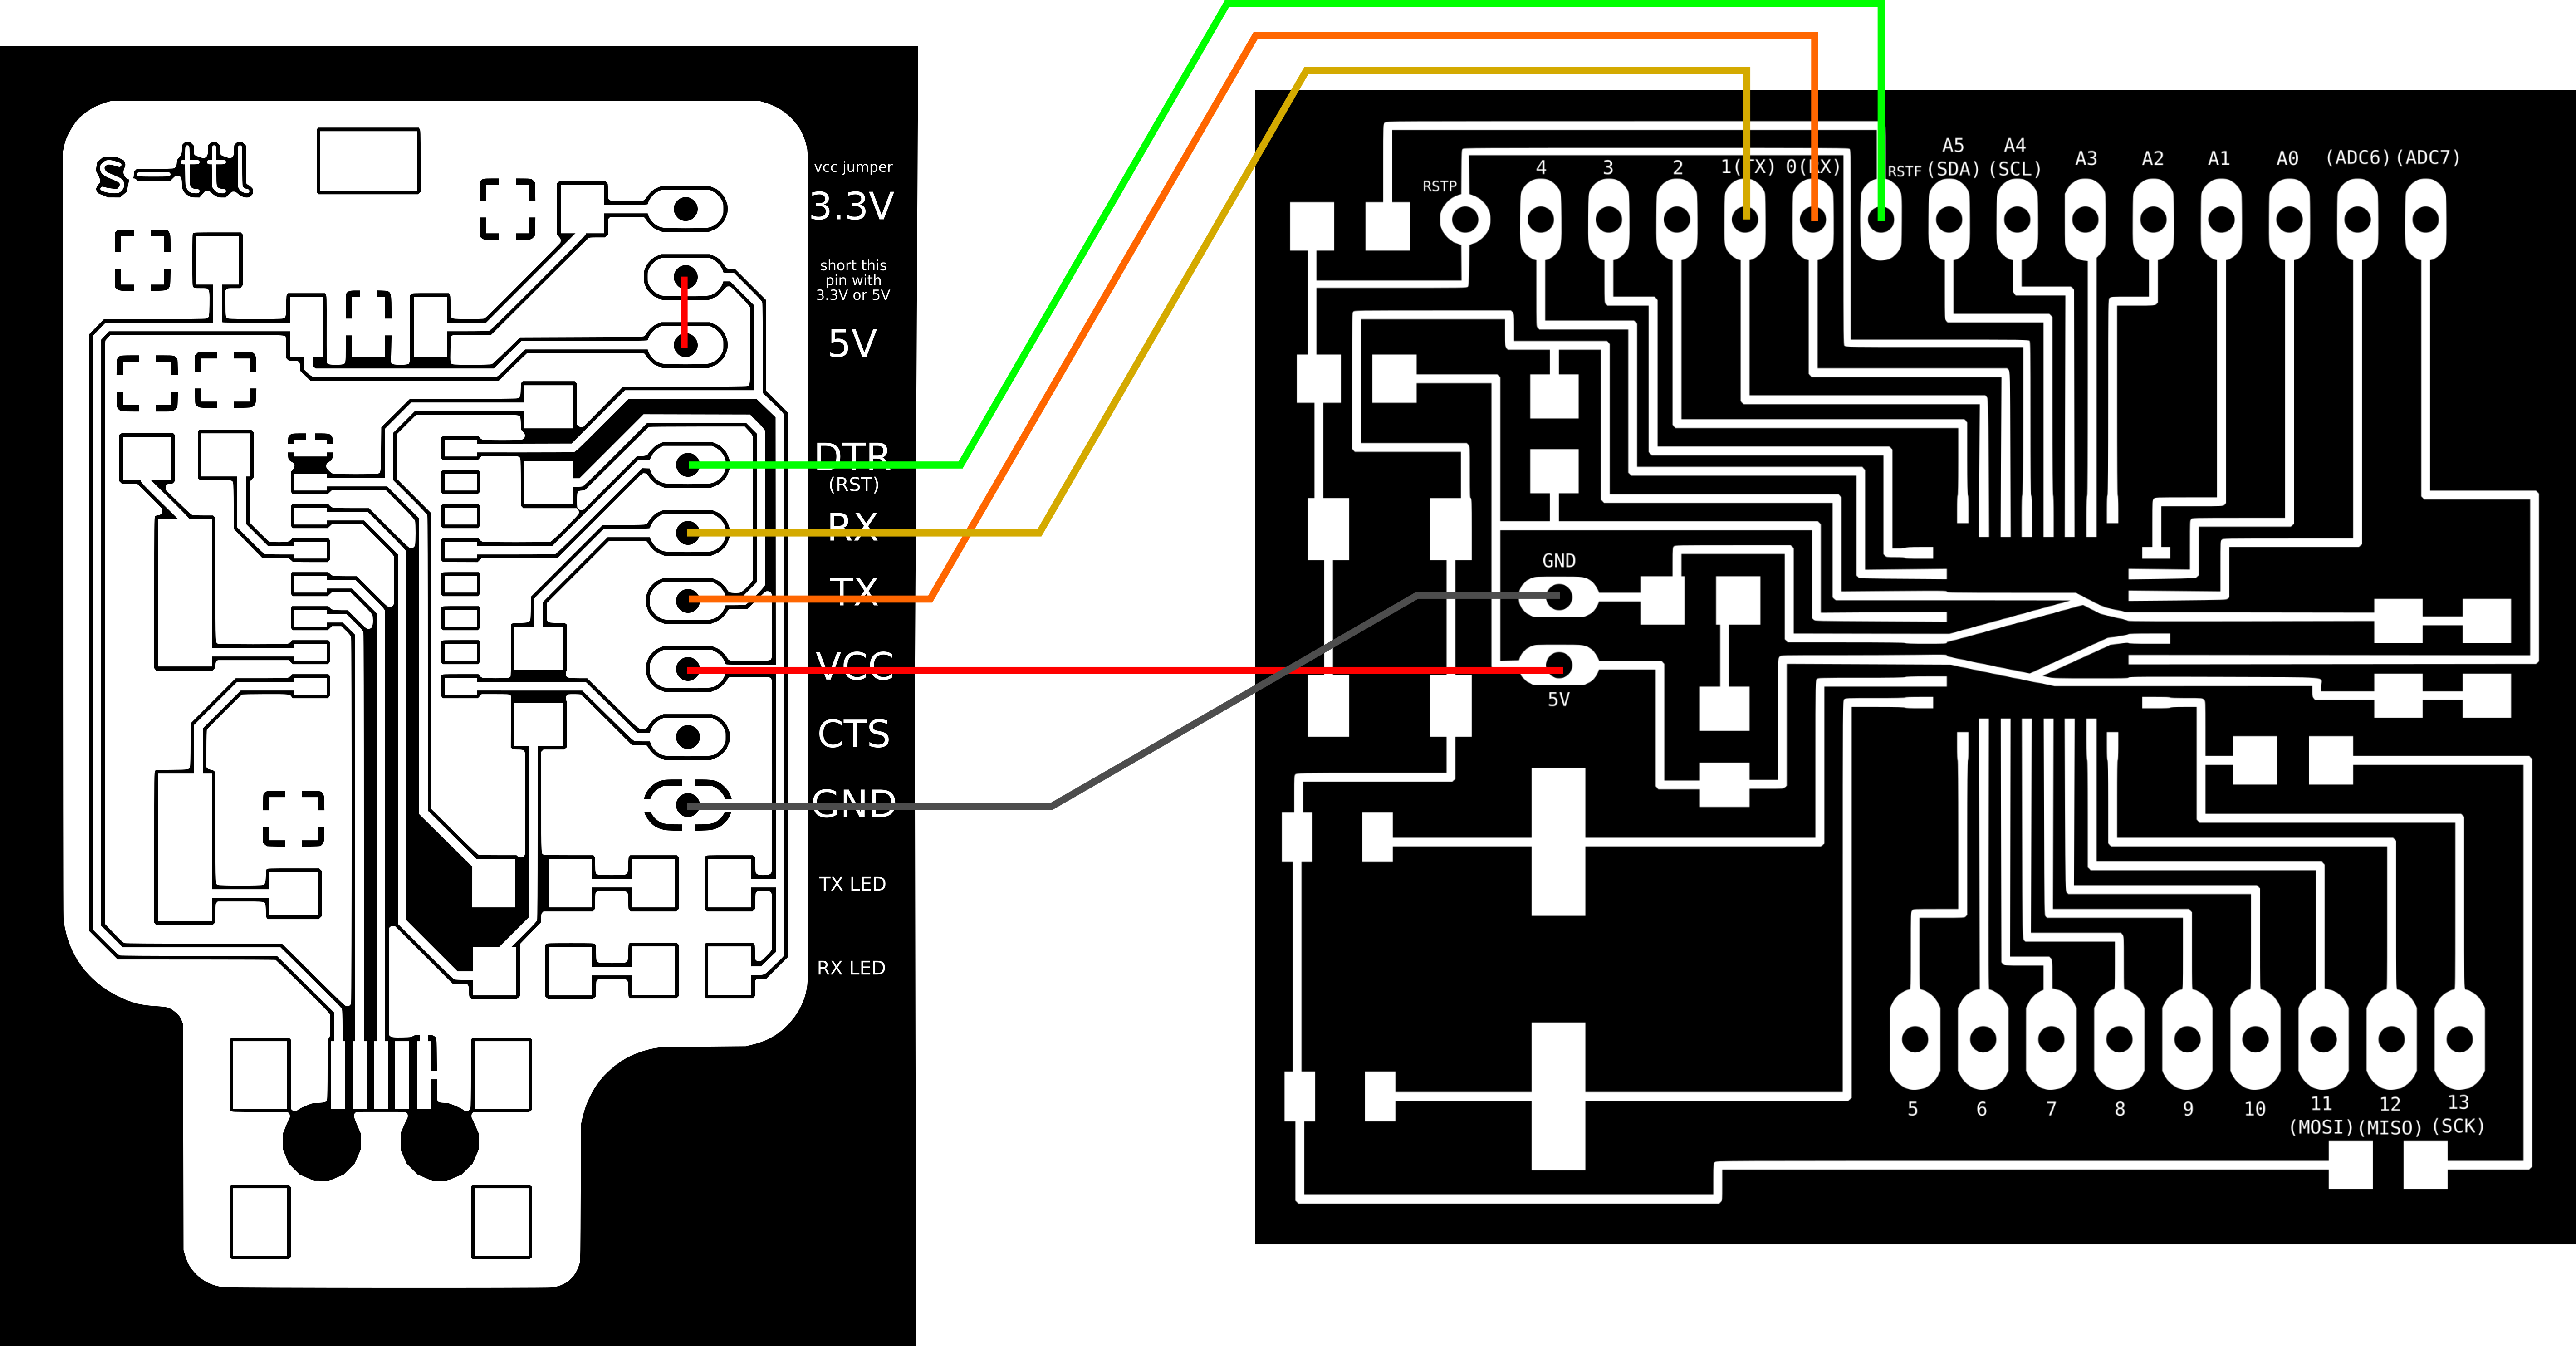 s-ttl
vcc jumper
3.3V
short this
pin with
3.3V or 5V
5V
DTR
(RST)
RX
TX
VCC
CTS
GND
TX LED
RX LED
RSTP
4
3
2
1(TX)
0(RX)
RSTF
A5
(SDA)
A4
(SCL)
A3
A2
A1
A0
(ADC6)
(ADC7)
GND
5V
5
6
7
8
9
10
11
(MOSI)
12
(MISO)
13
(SCK)